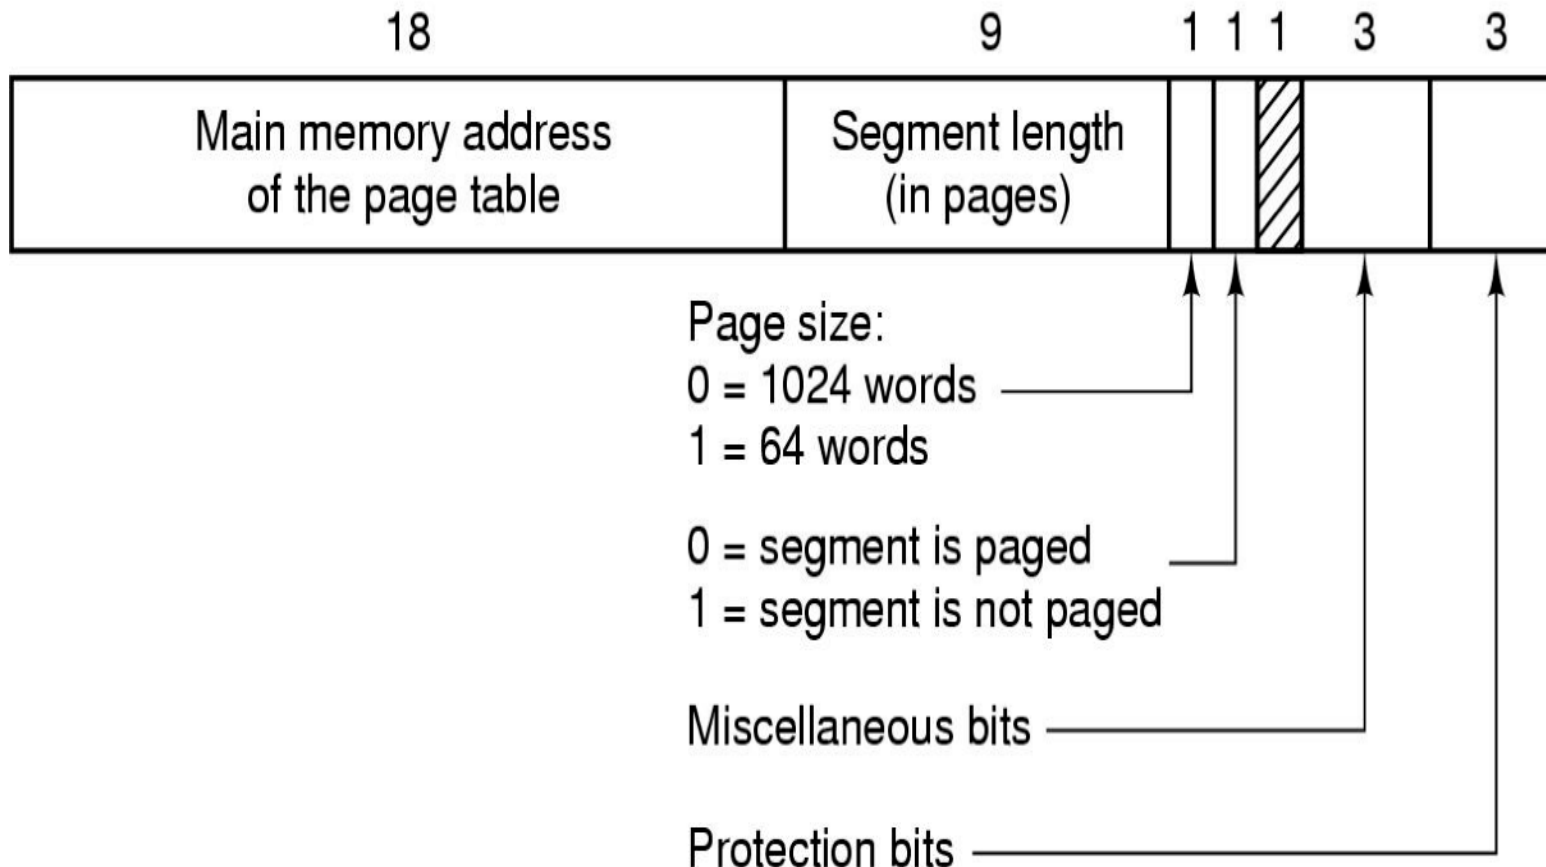 18 9 1 1 1 3 3
Main memory address
of the page table
Segment length
(in pages)
Page size:
0 = 1024 words
1 = 64 words
0 = segment is paged
1 = segment is not paged
Miscellaneous bits
Protection bits